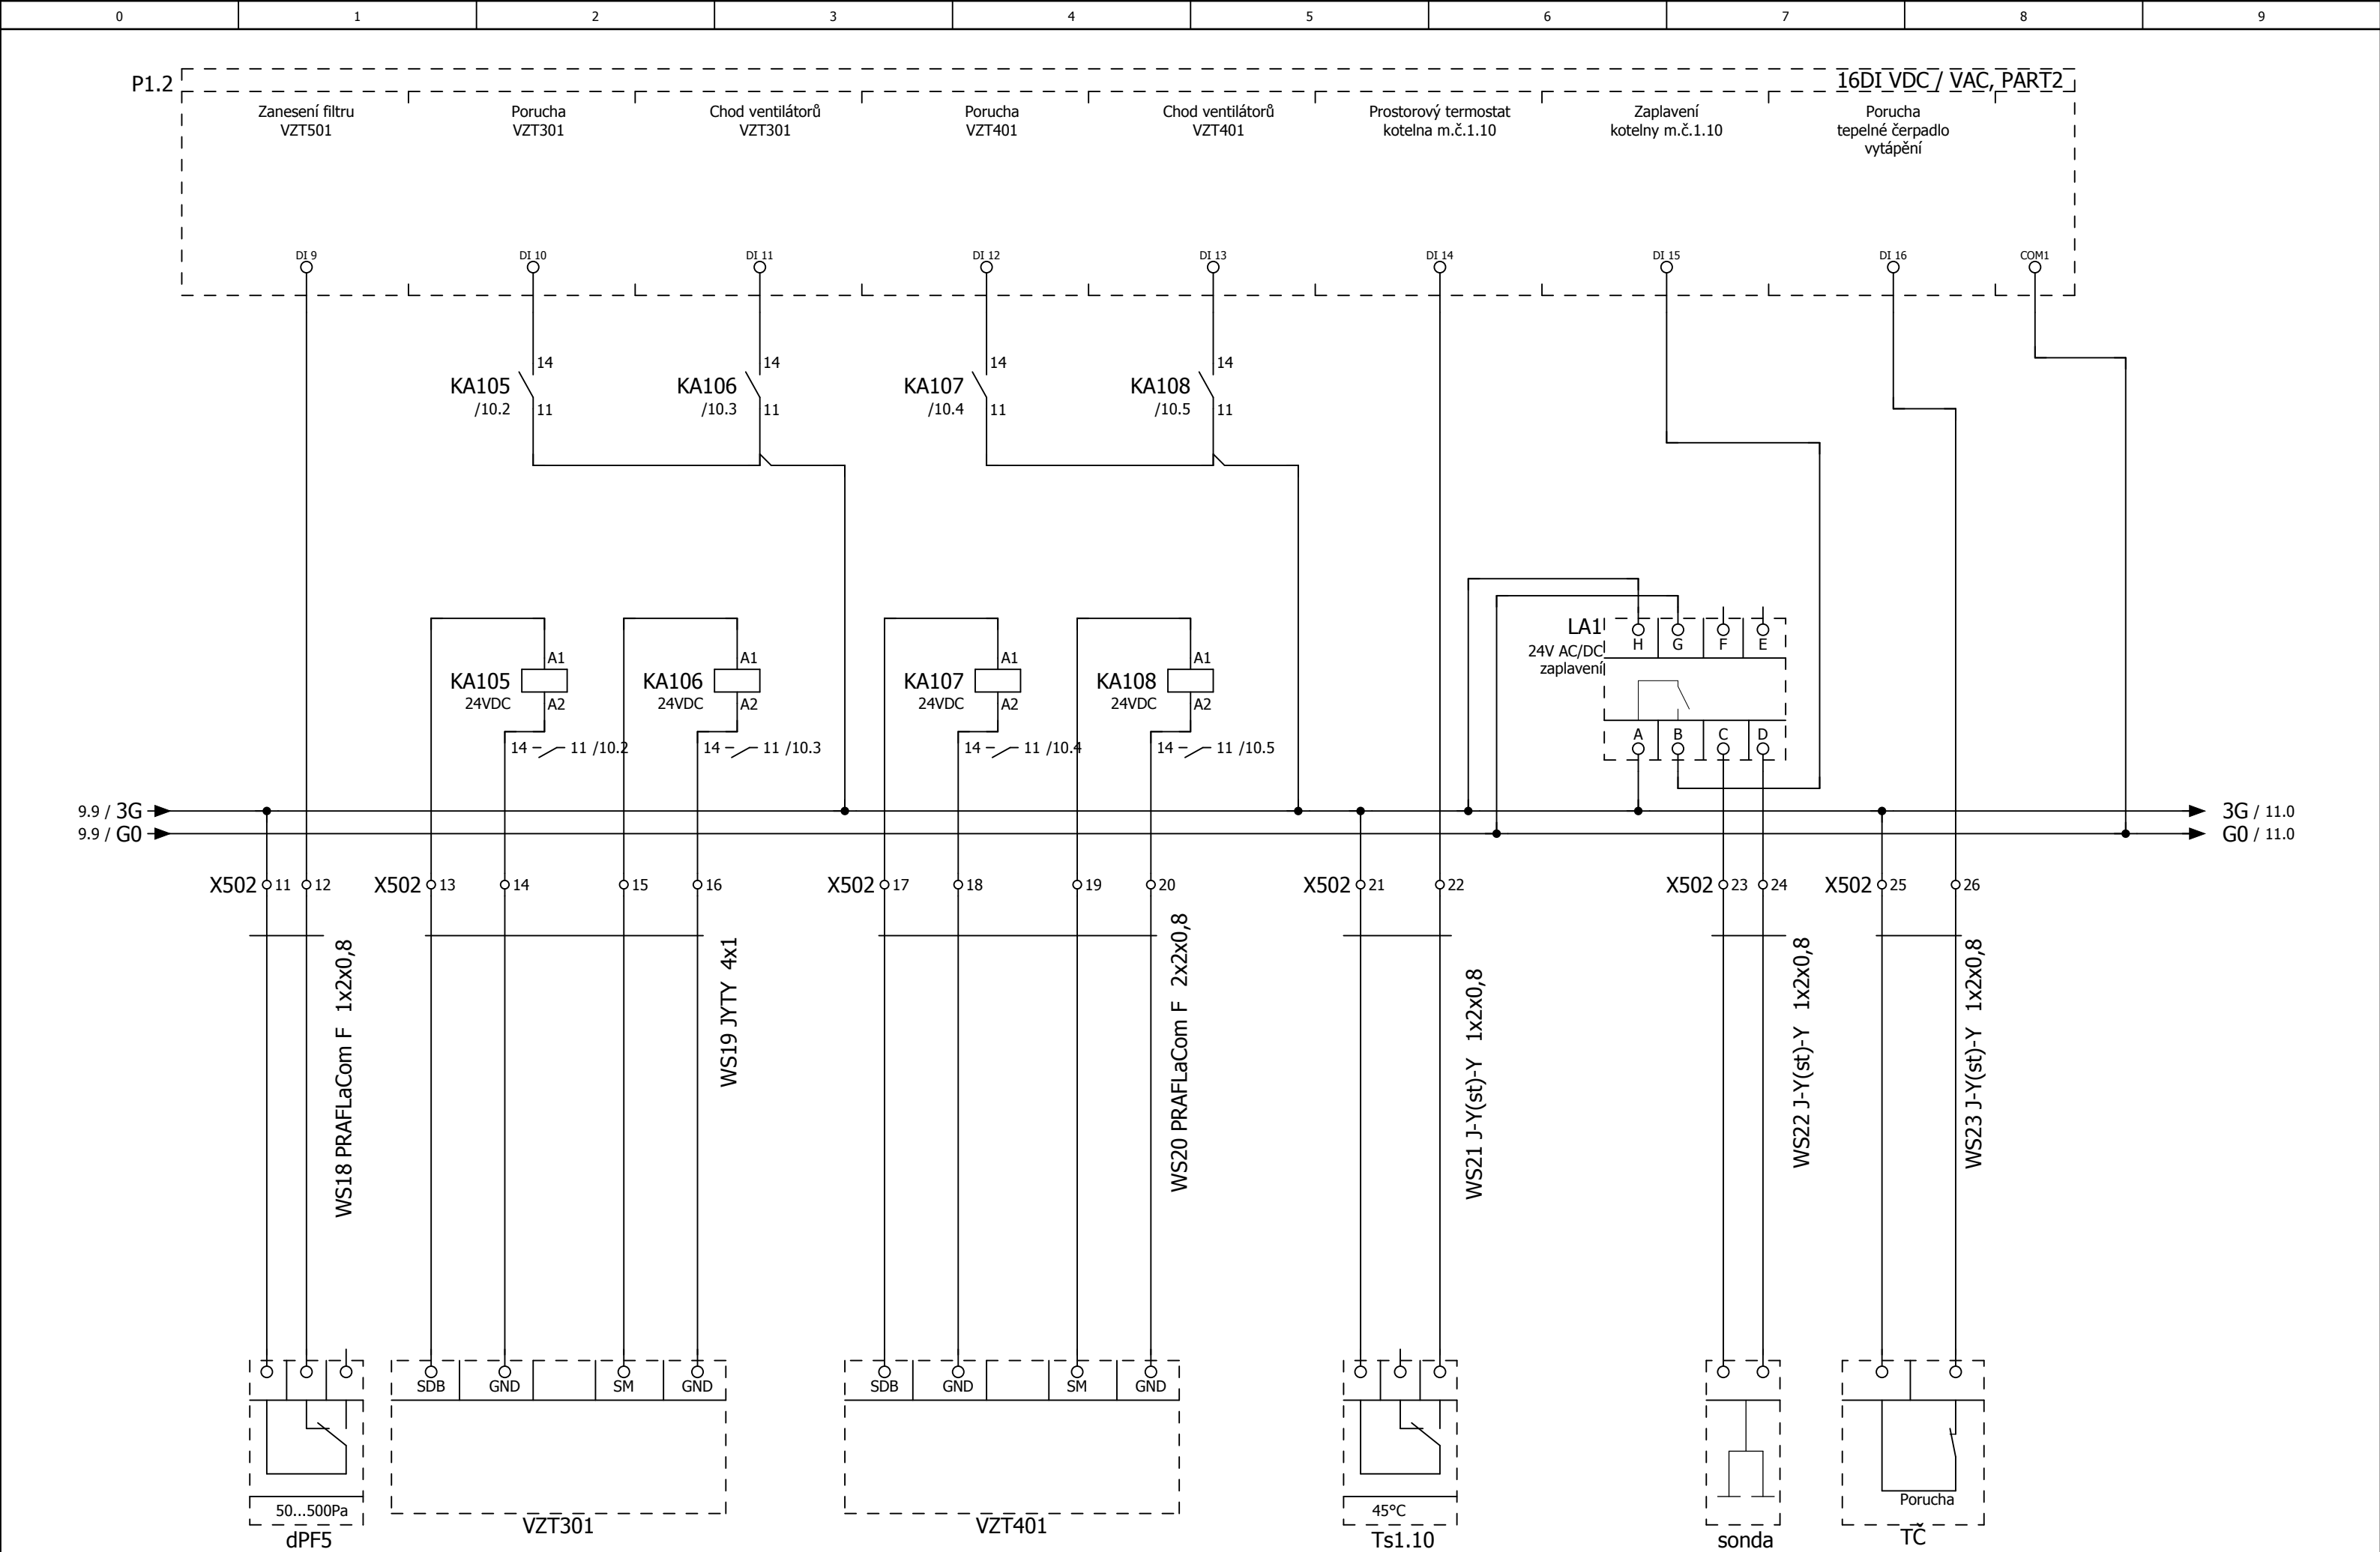 0 1 2 3 4 5 6 7 8 9
P1.2
16DI VDC / VAC, PART2
Zanesení filtru
VZT501
Porucha
VZT301
Chod ventilátorů
VZT301
Porucha
VZT401
Chod ventilátorů
VZT401
Prostorový termostat
kotelna m.č.1.10
Zaplavení
kotelny m.č.1.10
Porucha
tepelné čerpadlo
vytápění
DI 9 DI 10 DI 11 DI 12 DI 13 DI 14 DI 15 DI 16 COM1
14 14 14 14
KA105 KA106 KA107 KA108
/10.2 11 /10.3 11 /10.4 11 /10.5 11
LA1
24V AC/DC
zaplavení
H G F E
A B C D
A1 A1 A1 A1
KA105 KA106 KA107 KA108
24VDC 24VDC 24VDC 24VDC
A2 A2 A2 A2
14 11 /10.2 14 11 /10.3 14 11 /10.4 14 11 /10.5
9.9 / 3G 3G / 11.0
9.9 / G0 G0 / 11.0
X502 11 12 X502 13 14 15 16 X502 17 18 19 20 X502 21 22 X502 23 24 X502 25 26
WS18 PRAFLaCom F 1x2x0,8
WS19 JYTY 4x1
WS20 PRAFLaCom F 2x2x0,8
WS21 J-Y(st)-Y 1x2x0,8
WS22 J-Y(st)-Y 1x2x0,8
WS23 J-Y(st)-Y 1x2x0,8
SDB GND SM GND SDB GND SM GND
50...500Pa
45°C
Porucha
dPF5
VZT301
VZT401
Ts1.10
sonda
TČ